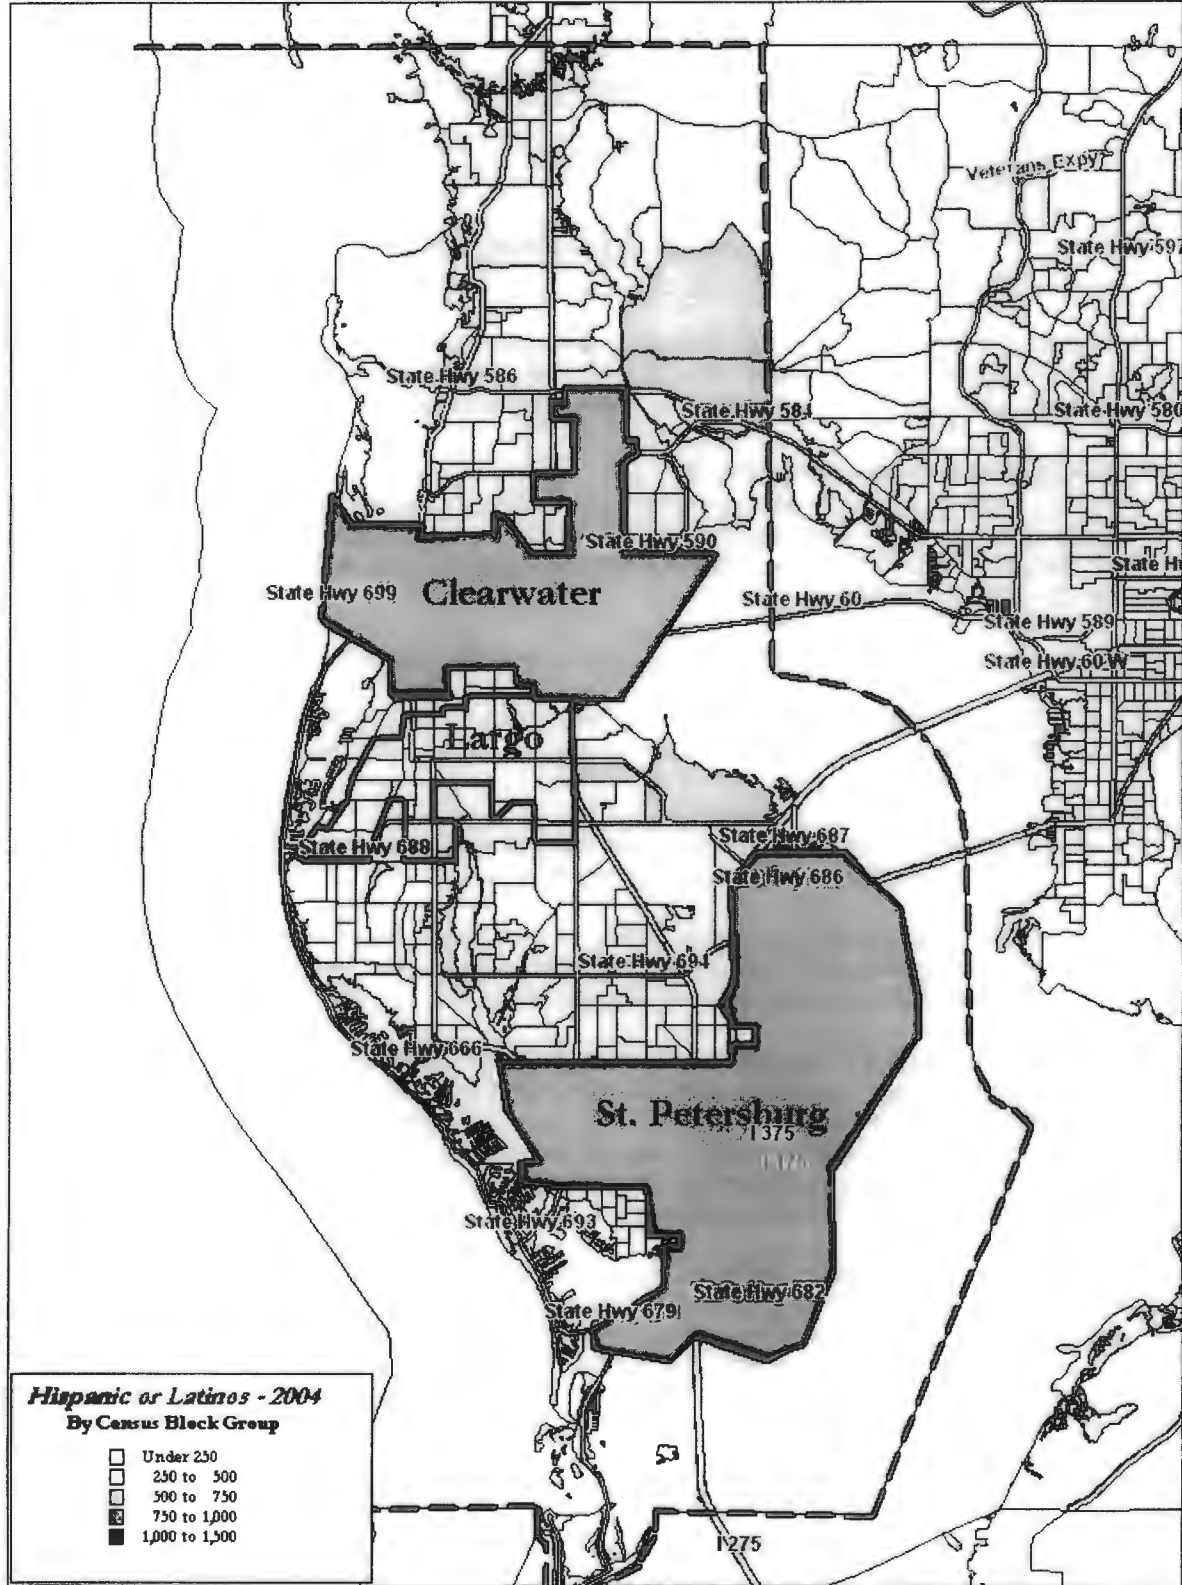 Veterans Expy
State Hwy 597
State Hwy 586
State Hwy 584
State Hwy 580
State Hwy 590
State Hwy 699
Clearwater
State Hwy 60
State Hwy 589
State Hwy 60 W
Largo
State Hwy 688
State Hwy 687
State Hwy 686
State Hwy 694
State Hwy 666
St. Petersburg
I 375
State Hwy 693
State Hwy 682
State Hwy 679
I 275
Hispanic or Latinos - 2004
By Census Block Group
Under 250
250 to 500
500 to 750
750 to 1,000
1,000 to 1,500